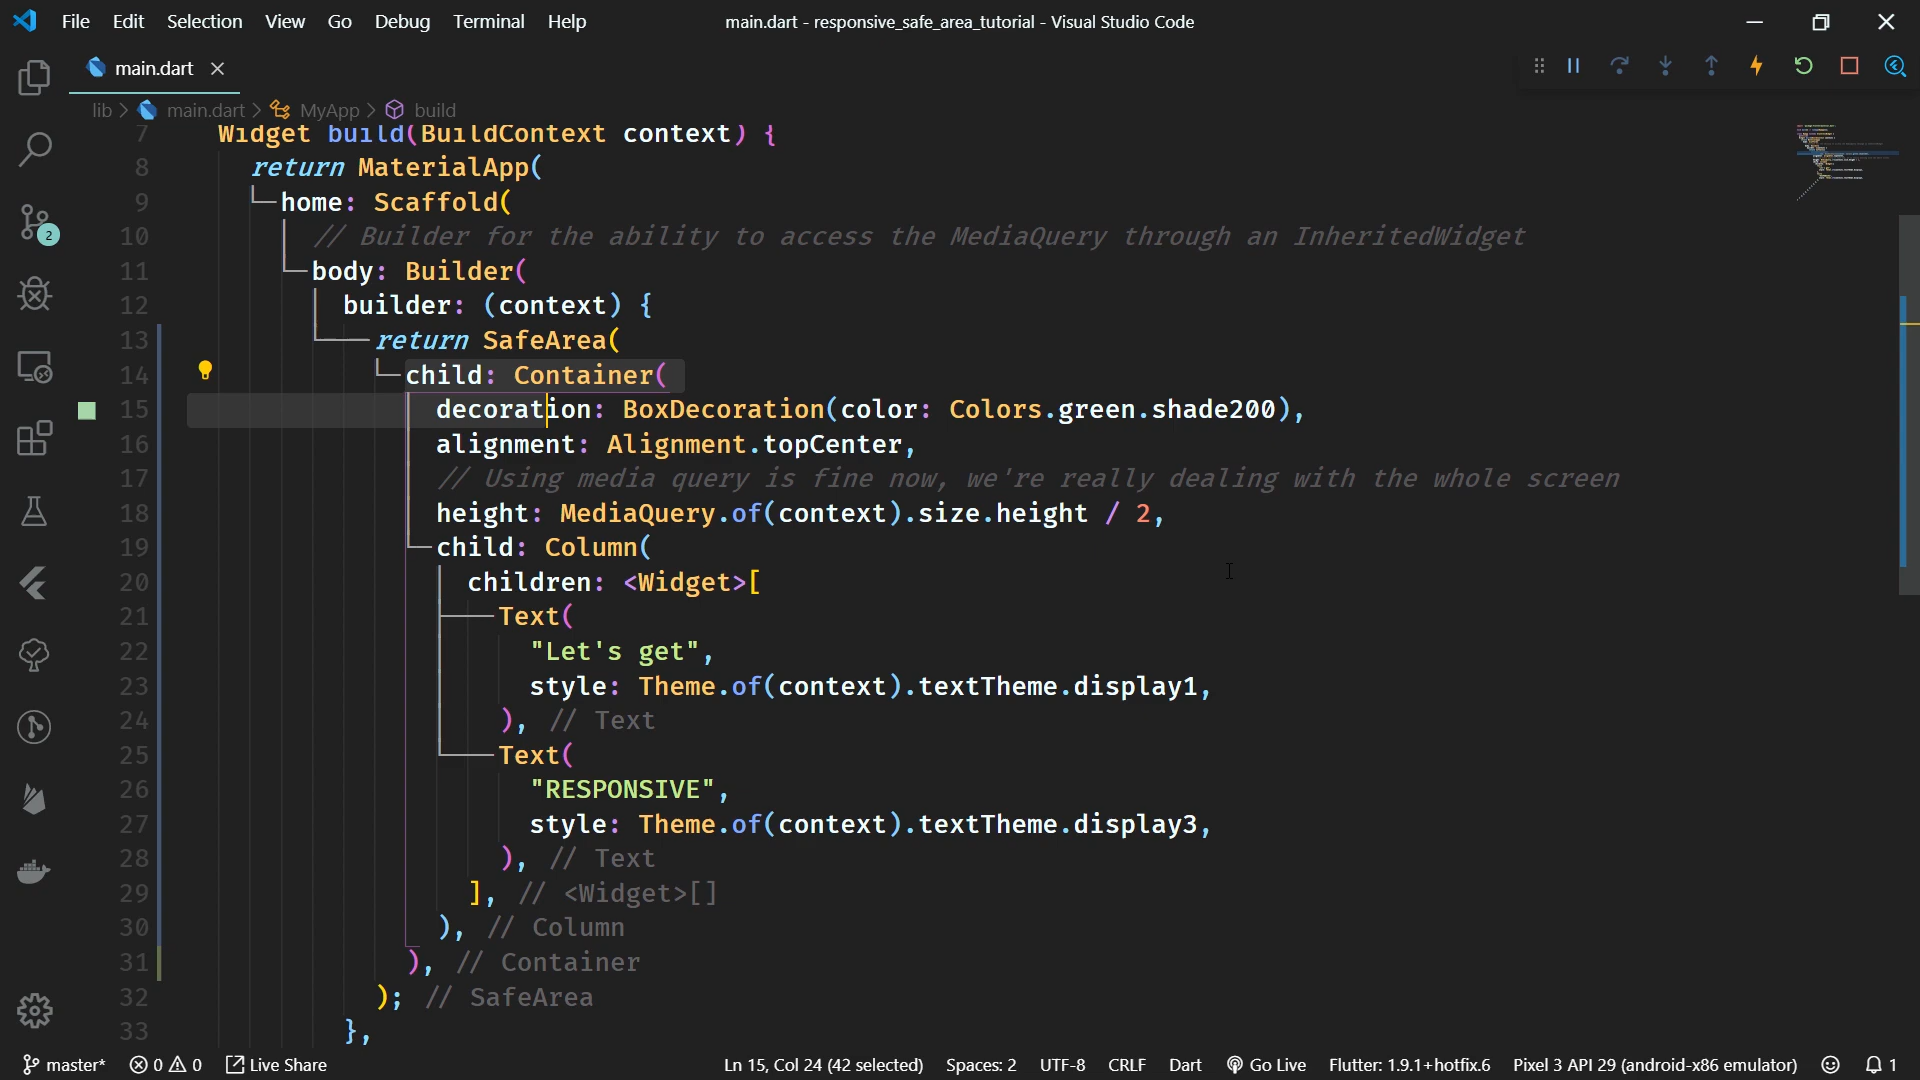 File Edit Selection View Go Debug Terminal Help
main.dart - responsive_safe_area_tutorial - Visual Studio Code
main.dart
lib > main.dart > MyApp > build
7 Widget build(BuildContext context) {
8 return MaterialApp(
9 home: Scaffold(
10 // Builder for the ability to access the MediaQuery through an InheritedWidget
11 body: Builder(
12 builder: (context) {
13 return SafeArea(
14 child: Container(
15 decoration: BoxDecoration(color: Colors.green.shade200),
16 alignment: Alignment.topCenter,
17 // Using media query is fine now, we're really dealing with the whole screen
18 height: MediaQuery.of(context).size.height / 2,
19 child: Column(
20 children: <Widget>[
21 Text(
22 "Let's get",
23 style: Theme.of(context).textTheme.display1,
24 ), // Text
25 Text(
26 "RESPONSIVE",
27 style: Theme.of(context).textTheme.display3,
28 ), // Text
29 ], // <Widget>[]
30 ), // Column
31 ), // Container
32 ); // SafeArea
33 },
2
master* 0 0 Live Share Ln 15, Col 24 (42 selected) Spaces: 2 UTF-8 CRLF Dart Go Live Flutter: 1.9.1+hotfix.6 Pixel 3 API 29 (android-x86 emulator) 1